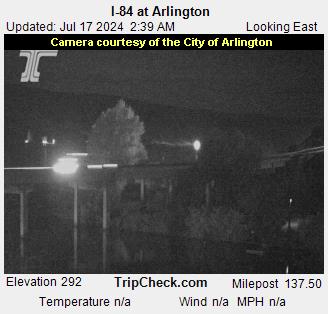 I-84 at Arlington
Updated: Jul 17 2024 2:39 AM Looking East
Camera courtesy of the City of Arlington
Elevation 292 TripCheck.com Milepost 137.50
Temperature n/a Wind n/a MPH n/a